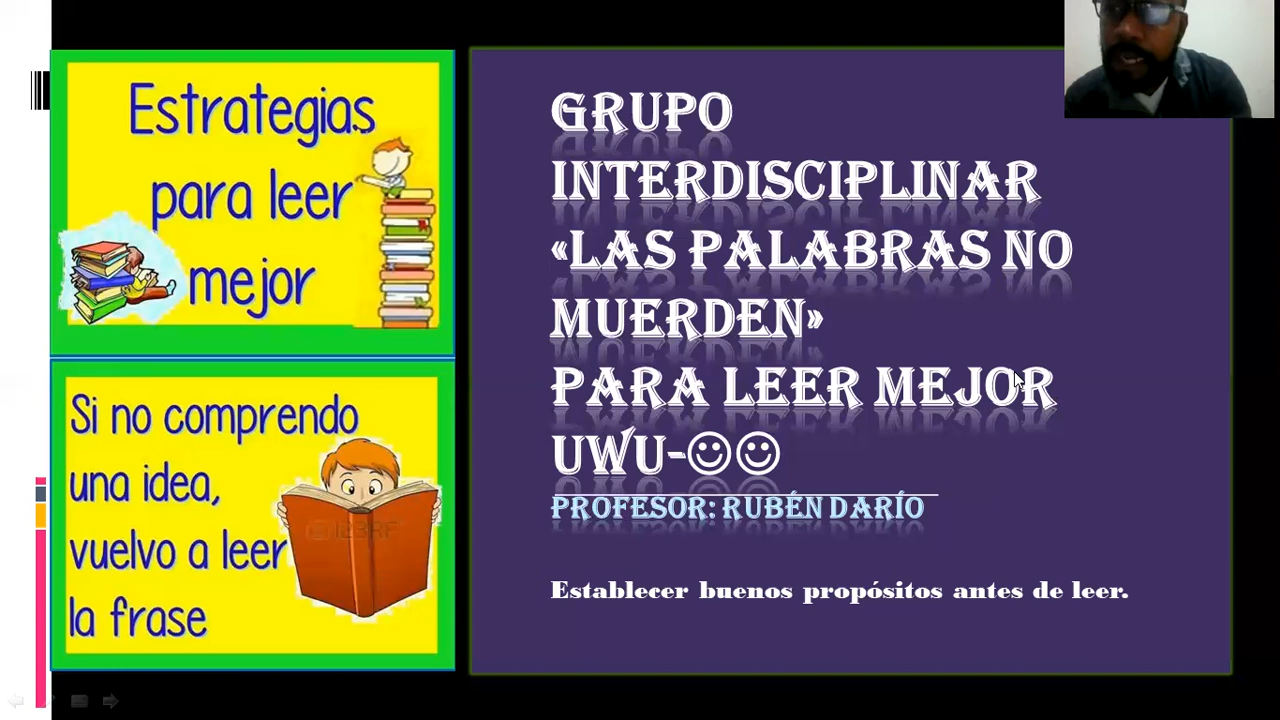 Estrategias
para leer
mejor
Si no comprendo
una idea,
vuelvo a leer
la frase
123RF
GRUPO
INTERDISCIPLINAR
«LAS PALABRAS NO
MUERDEN»
PARA LEER MEJOR
UWU-☺☺
PROFESOR: RUBÉN DARÍO
Establecer buenos propósitos antes de leer.